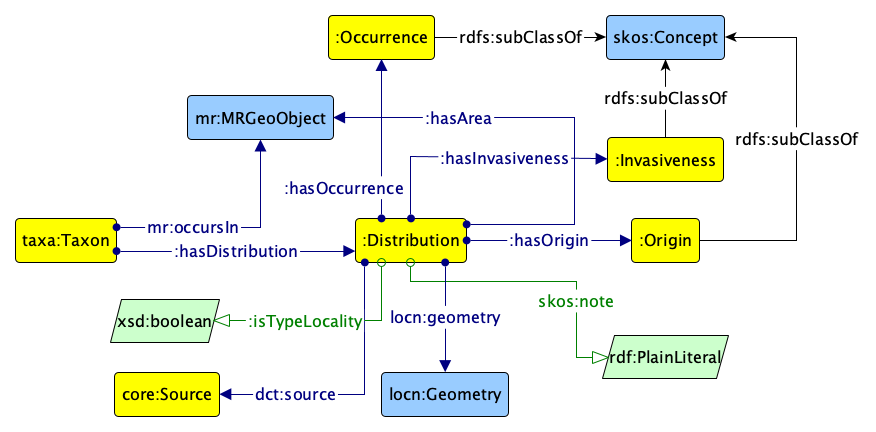 :Occurrence
rdfs:subClassOf
skos:Concept
rdfs:subClassOf
mr:MRGeoObject
:hasArea
rdfs:subClassOf
:hasInvasiveness
:Invasiveness
:hasOccurrence
taxa:Taxon
mr:occursIn
:hasDistribution
:Distribution
:hasOrigin
:Origin
skos:note
xsd:boolean
:isTypeLocality
locn:geometry
rdf:PlainLiteral
core:Source
dct:source
locn:Geometry